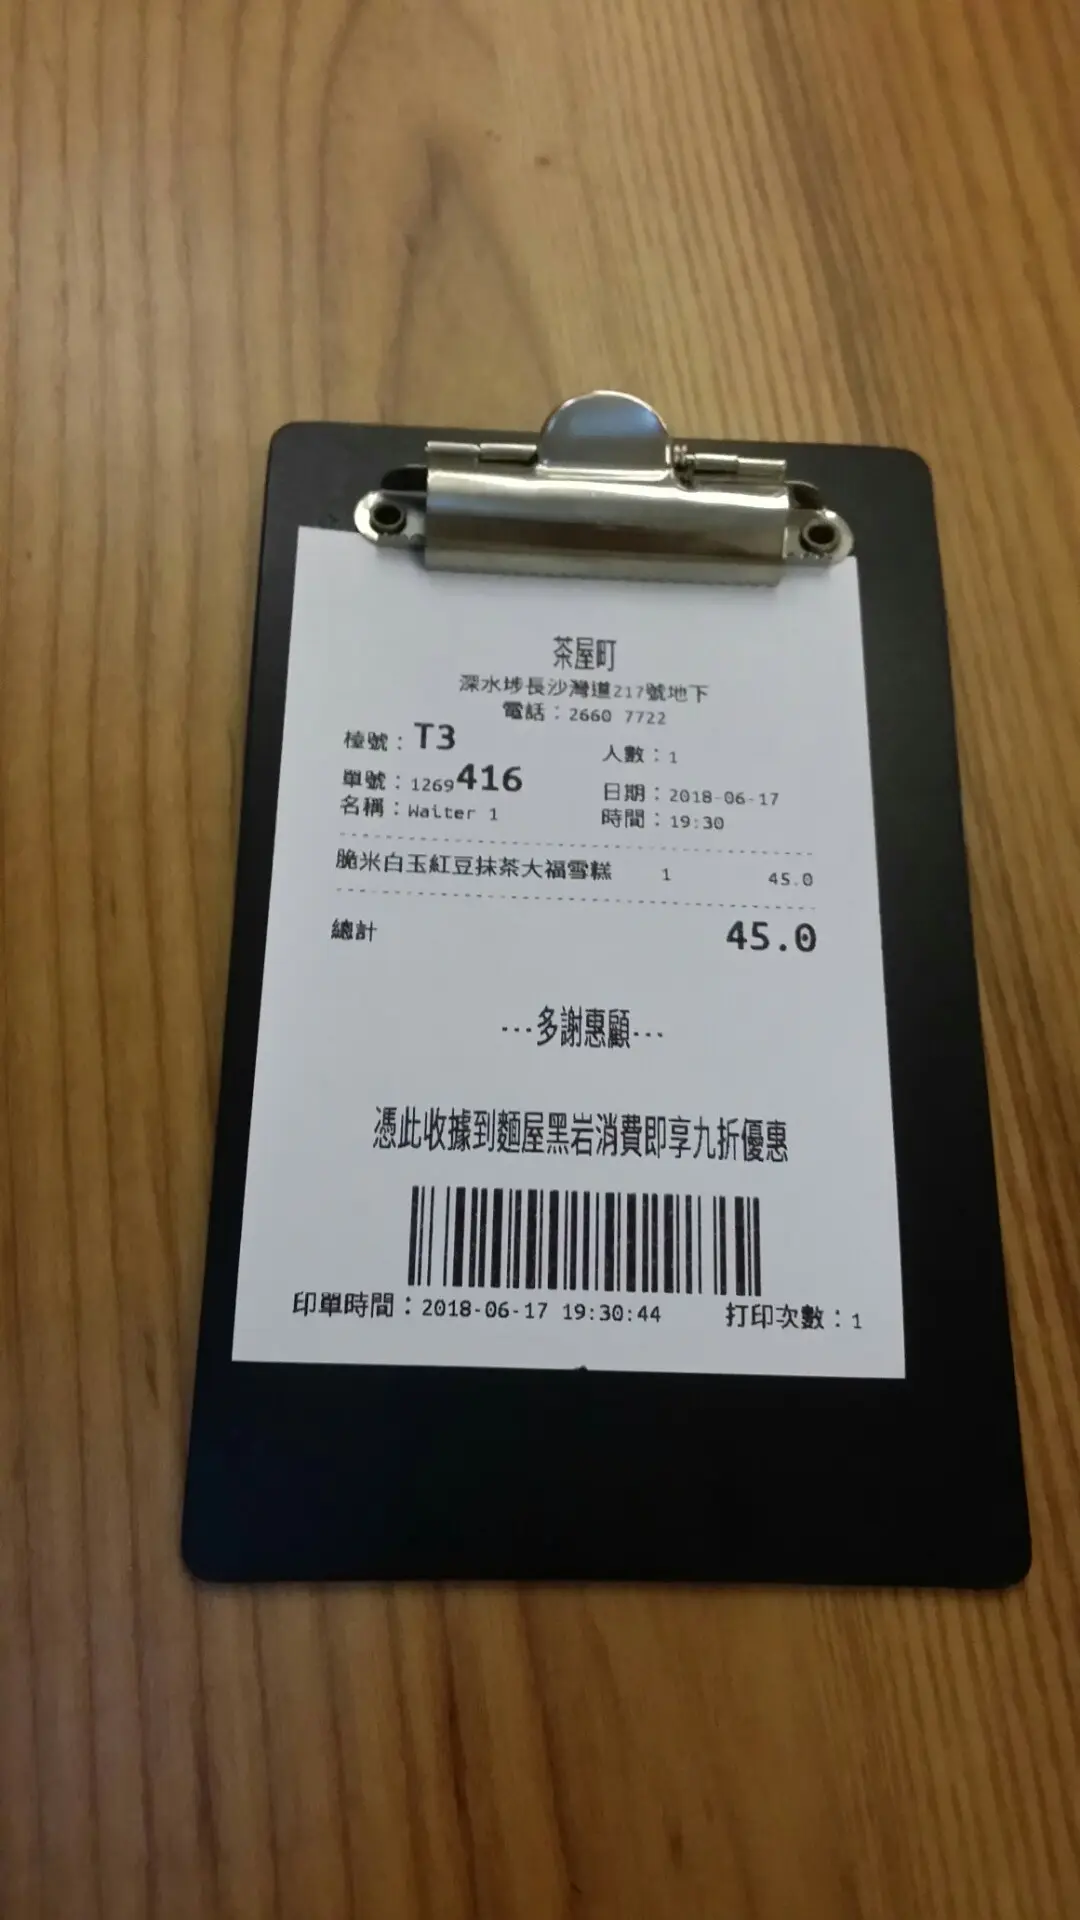 茶屋町
深水埗長沙灣道217號地下
電話：2660 7722
檯號：T3 人數：1
單號：1269416 日期：2018-06-17
名稱：Waiter 1 時間：19:30
脆米白玉紅豆抹茶大福雪糕 1 45.0
總計 45.0
---多謝惠顧---
憑此收據到麵屋黑岩消費即享九折優惠
印單時間：2018-06-17 19:30:44 打印次數：1